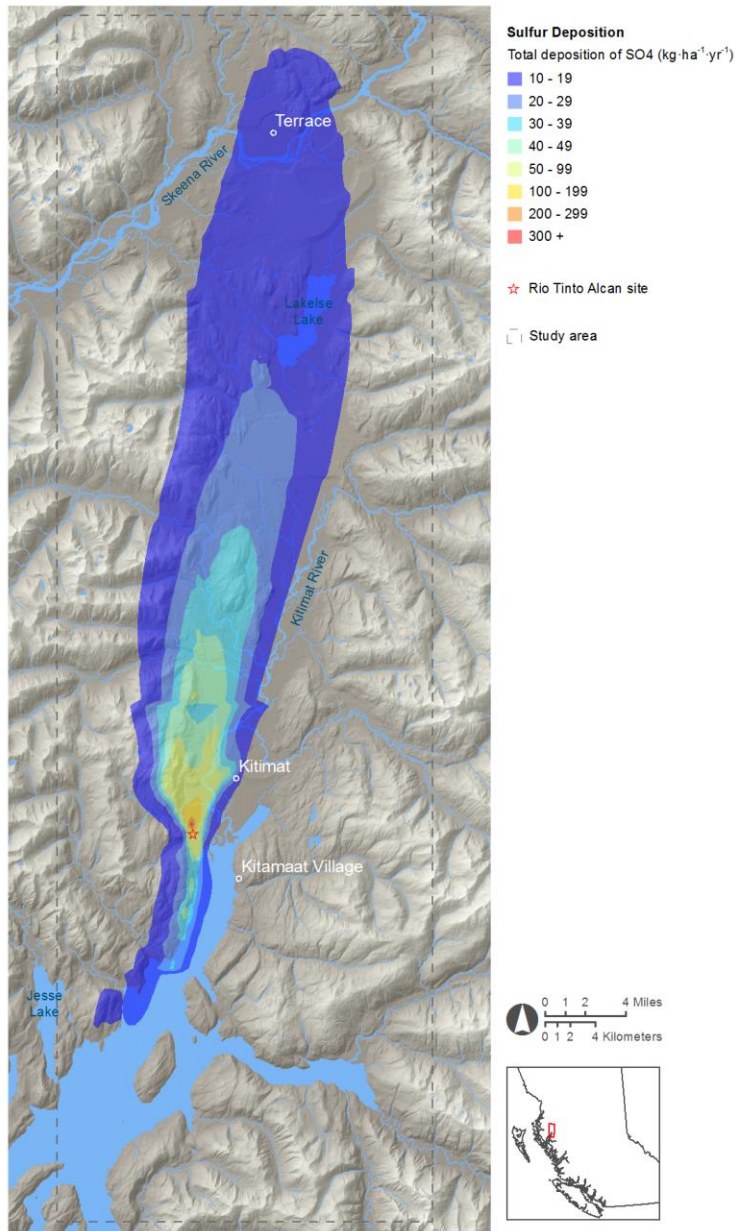 Sulfur Deposition
Total deposition of SO4 (kg·ha⁻¹·yr⁻¹)
10 - 19
20 - 29
30 - 39
40 - 49
50 - 99
100 - 199
200 - 299
300 +
Rio Tinto Alcan site
Study area
Terrace
Skeena River
Lakelse
Lake
Kitimat River
Kitimat
Kitamaat Village
Jesse
Lake
0 1 2 4 Miles
0 1 2 4 Kilometers